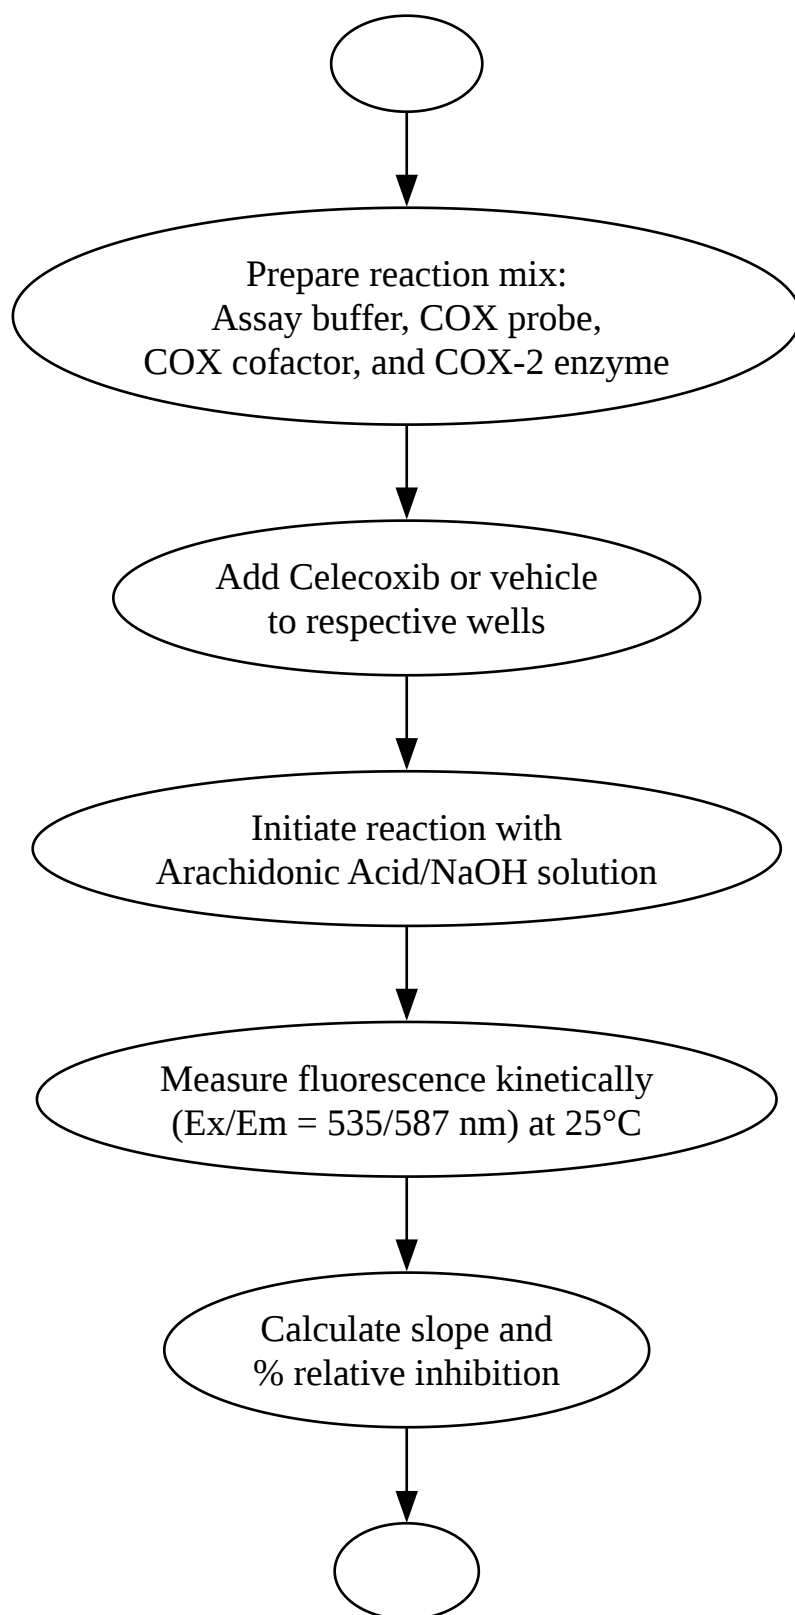 Prepare reaction mix:
Assay buffer, COX probe,
COX cofactor, and COX-2 enzyme
Add Celecoxib or vehicle
to respective wells
Initiate reaction with
Arachidonic Acid/NaOH solution
Measure fluorescence kinetically
(Ex/Em = 535/587 nm) at 25°C
Calculate slope and
% relative inhibition